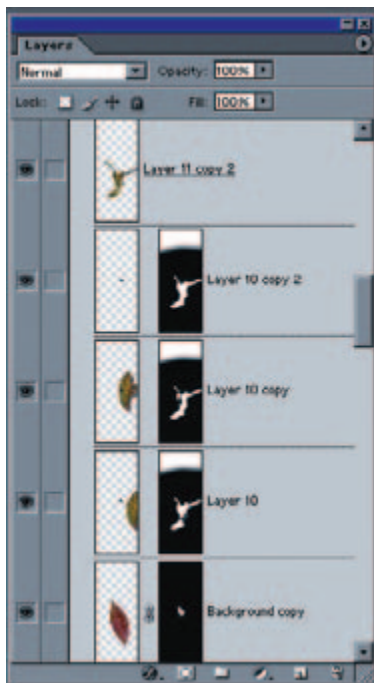 Layers
Normal Opacity: 100%
Lock: Fill: 100%
Layer 11 copy 2
Layer 10 copy 2
Layer 10 copy
Layer 10
Background copy